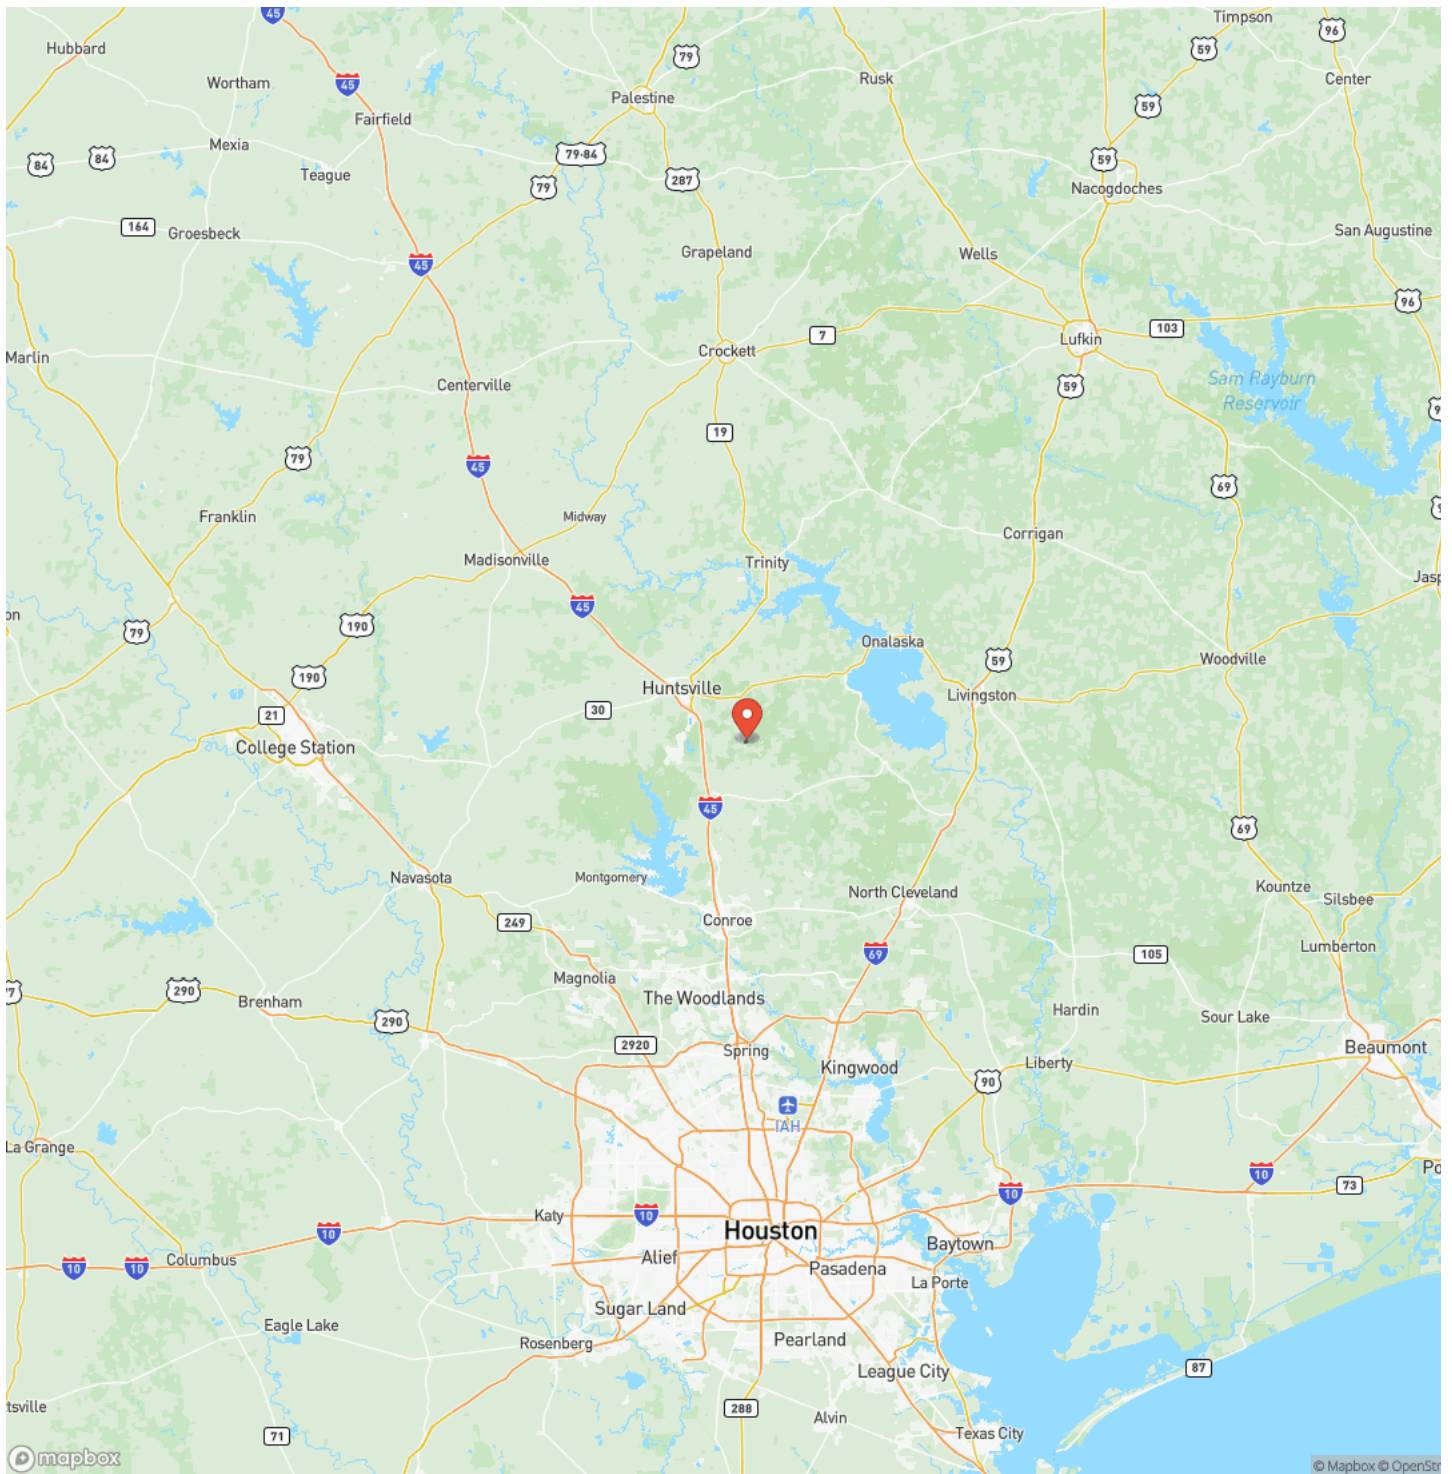 45
Timpson
Hubbard
79
59
96
Wortham
45
Rusk
Center
Palestine
59
Fairfield
Mexia
84
84
79-84
59
Teague
79
287
Nacogdoches
164
Groesbeck
San Augustine
Grapeland
Wells
45
96
7
103
Lufkin
Marlin
Crockett
Centerville
59
Sam Rayburn
Reservoir
19
79
45
69
Franklin
Midway
Corrigan
Madisonville
Trinity
Jasp
45
on
190
79
Onalaska
59
Woodville
190
Huntsville
Livingston
30
21
College Station
45
69
Navasota
Montgomery
North Cleveland
Kountze
Silsbee
249
Conroe
69
105
Lumberton
Magnolia
77
290
Brenham
The Woodlands
290
Hardin
Sour Lake
2920
Spring
Kingwood
Liberty
Beaumont
90
IAH
La Grange
10
Po
10
73
Katy
10
10
Houston
Columbus
Alief
Baytown
10
10
Pasadena
La Porte
Sugar Land
Eagle Lake
Rosenberg
Pearland
League City
87
ttsville
288
Alvin
71
Texas City
mapbox
© Mapbox © OpenStr